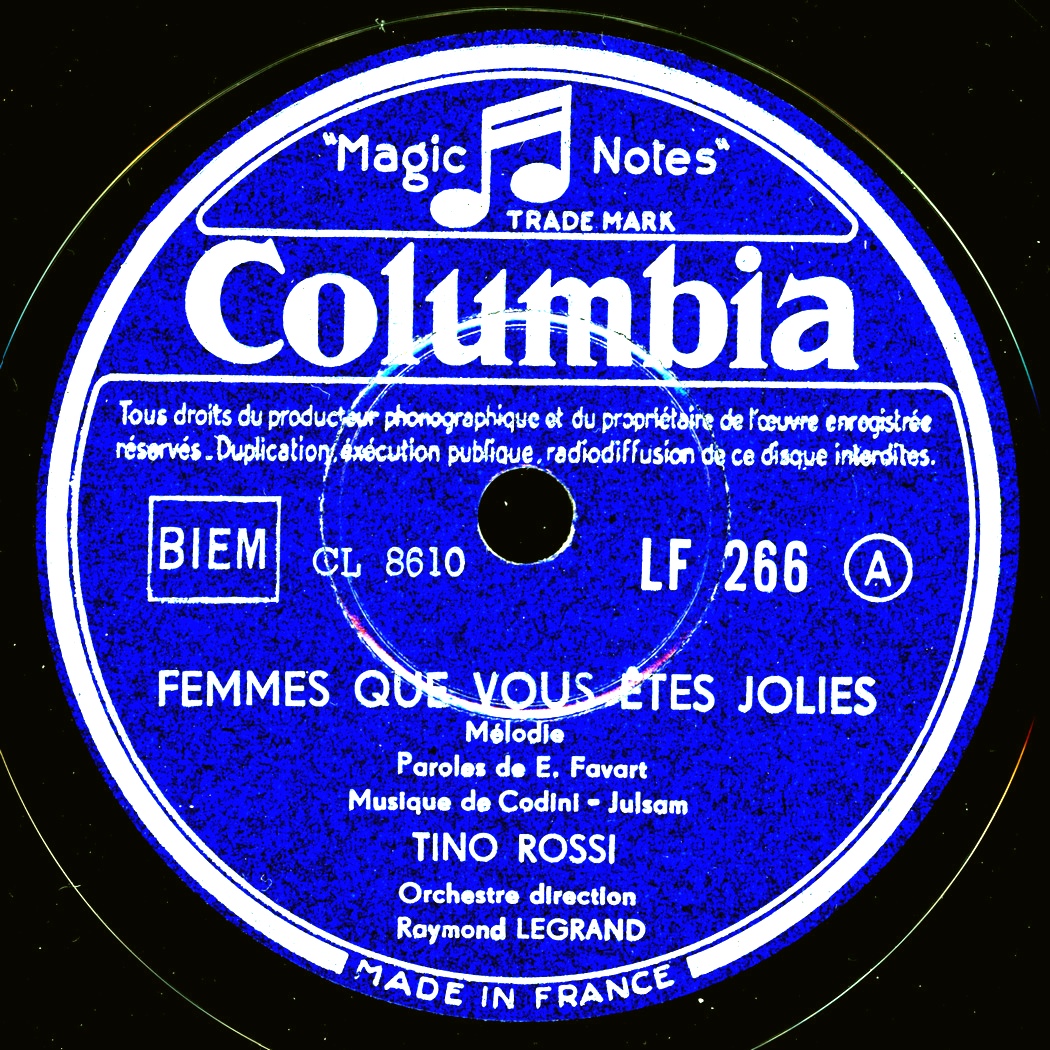 "Magic Notes"
TRADE MARK
Columbia
Tous droits du producteur phonographique et du propriétaire de l'œuvre enregistrée
réservés. Duplication, exécution publique, radiodiffusion de ce disque interdites.
BIEM CL 8610 LF 266 A
FEMMES QUE VOUS ÊTES JOLIES
Mélodie
Paroles de E. Favart
Musique de Codini - Julsam
TINO ROSSI
Orchestre direction
Raymond LEGRAND
MADE IN FRANCE